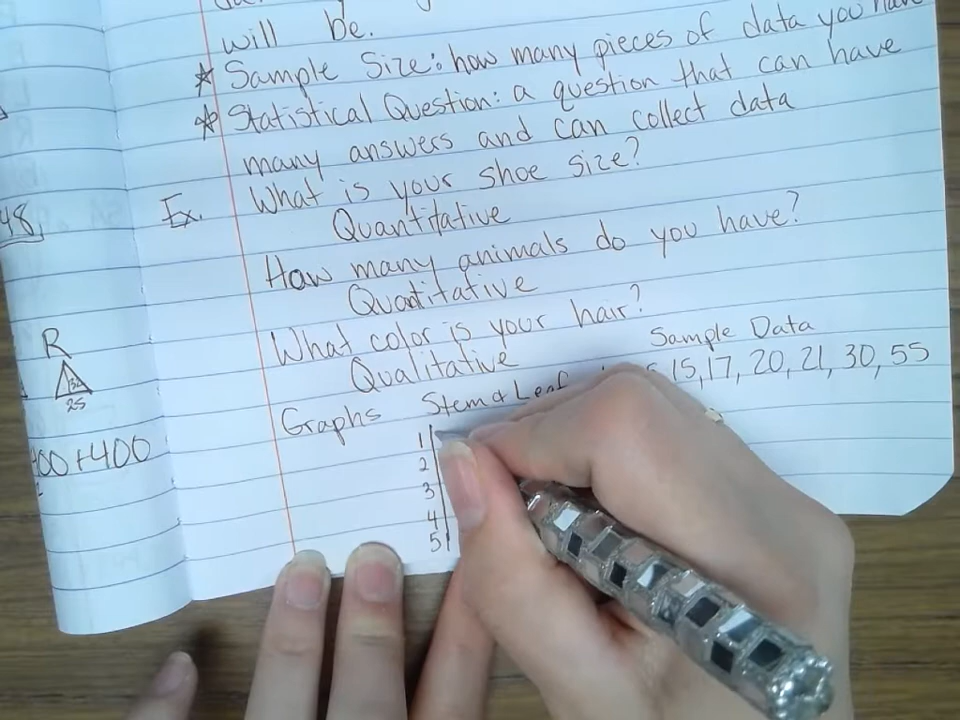 will be.
* Sample Size: how many pieces of data you have
* Statistical Question: a question that can have
many answers and can collect data
Ex. What is your shoe size?
Quantitative
How many animals do you have?
Quantitative
What color is your hair?
Qualitative
Sample Data
15, 17, 20, 21, 30, 55
Graphs Stem & Leaf
1
2
3
4
5
48
R
25
00+400